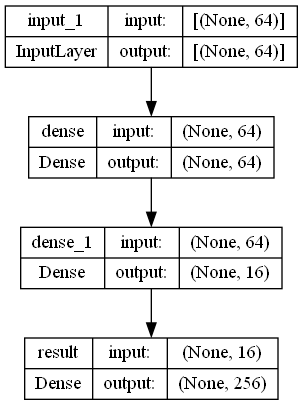 input_1 input: [(None, 64)]
InputLayer output: [(None, 64)]
dense input: (None, 64)
Dense output: (None, 64)
dense_1 input: (None, 64)
Dense output: (None, 16)
result input: (None, 16)
Dense output: (None, 256)